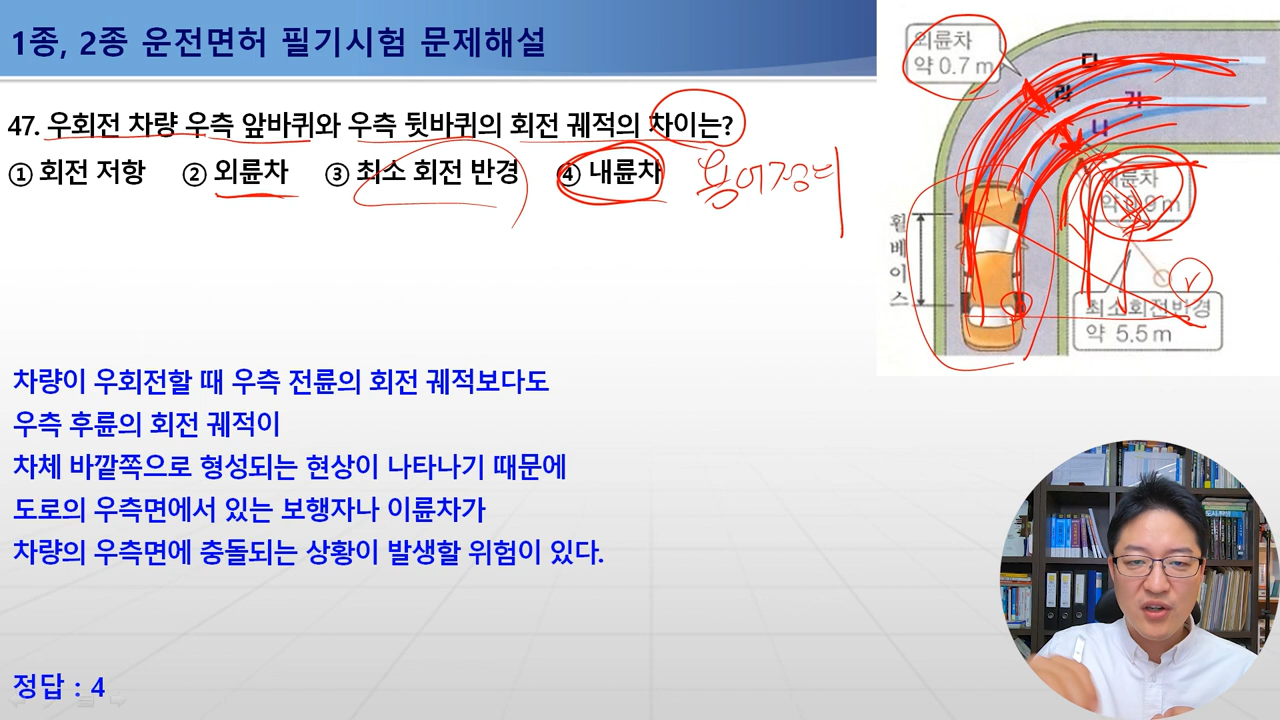 1종, 2종 운전면허 필기시험 문제해설
47. 우회전 차량 우측 앞바퀴와 우측 뒷바퀴의 회전 궤적의 차이는?
① 회전 저항 ② 외륜차 ③ 최소 회전 반경 ④ 내륜차
용어정의
차량이 우회전할 때 우측 전륜의 회전 궤적보다도
우측 후륜의 회전 궤적이
차체 바깥쪽으로 형성되는 현상이 나타나기 때문에
도로의 우측면에서 있는 보행자나 이륜차가
차량의 우측면에 충돌되는 상황이 발생할 위험이 있다.
정답 : 4
외륜차
약 0.7 m
다
라
가
나
륜차
약 m
휠베이스
r
최소회전반경
약 5.5 m